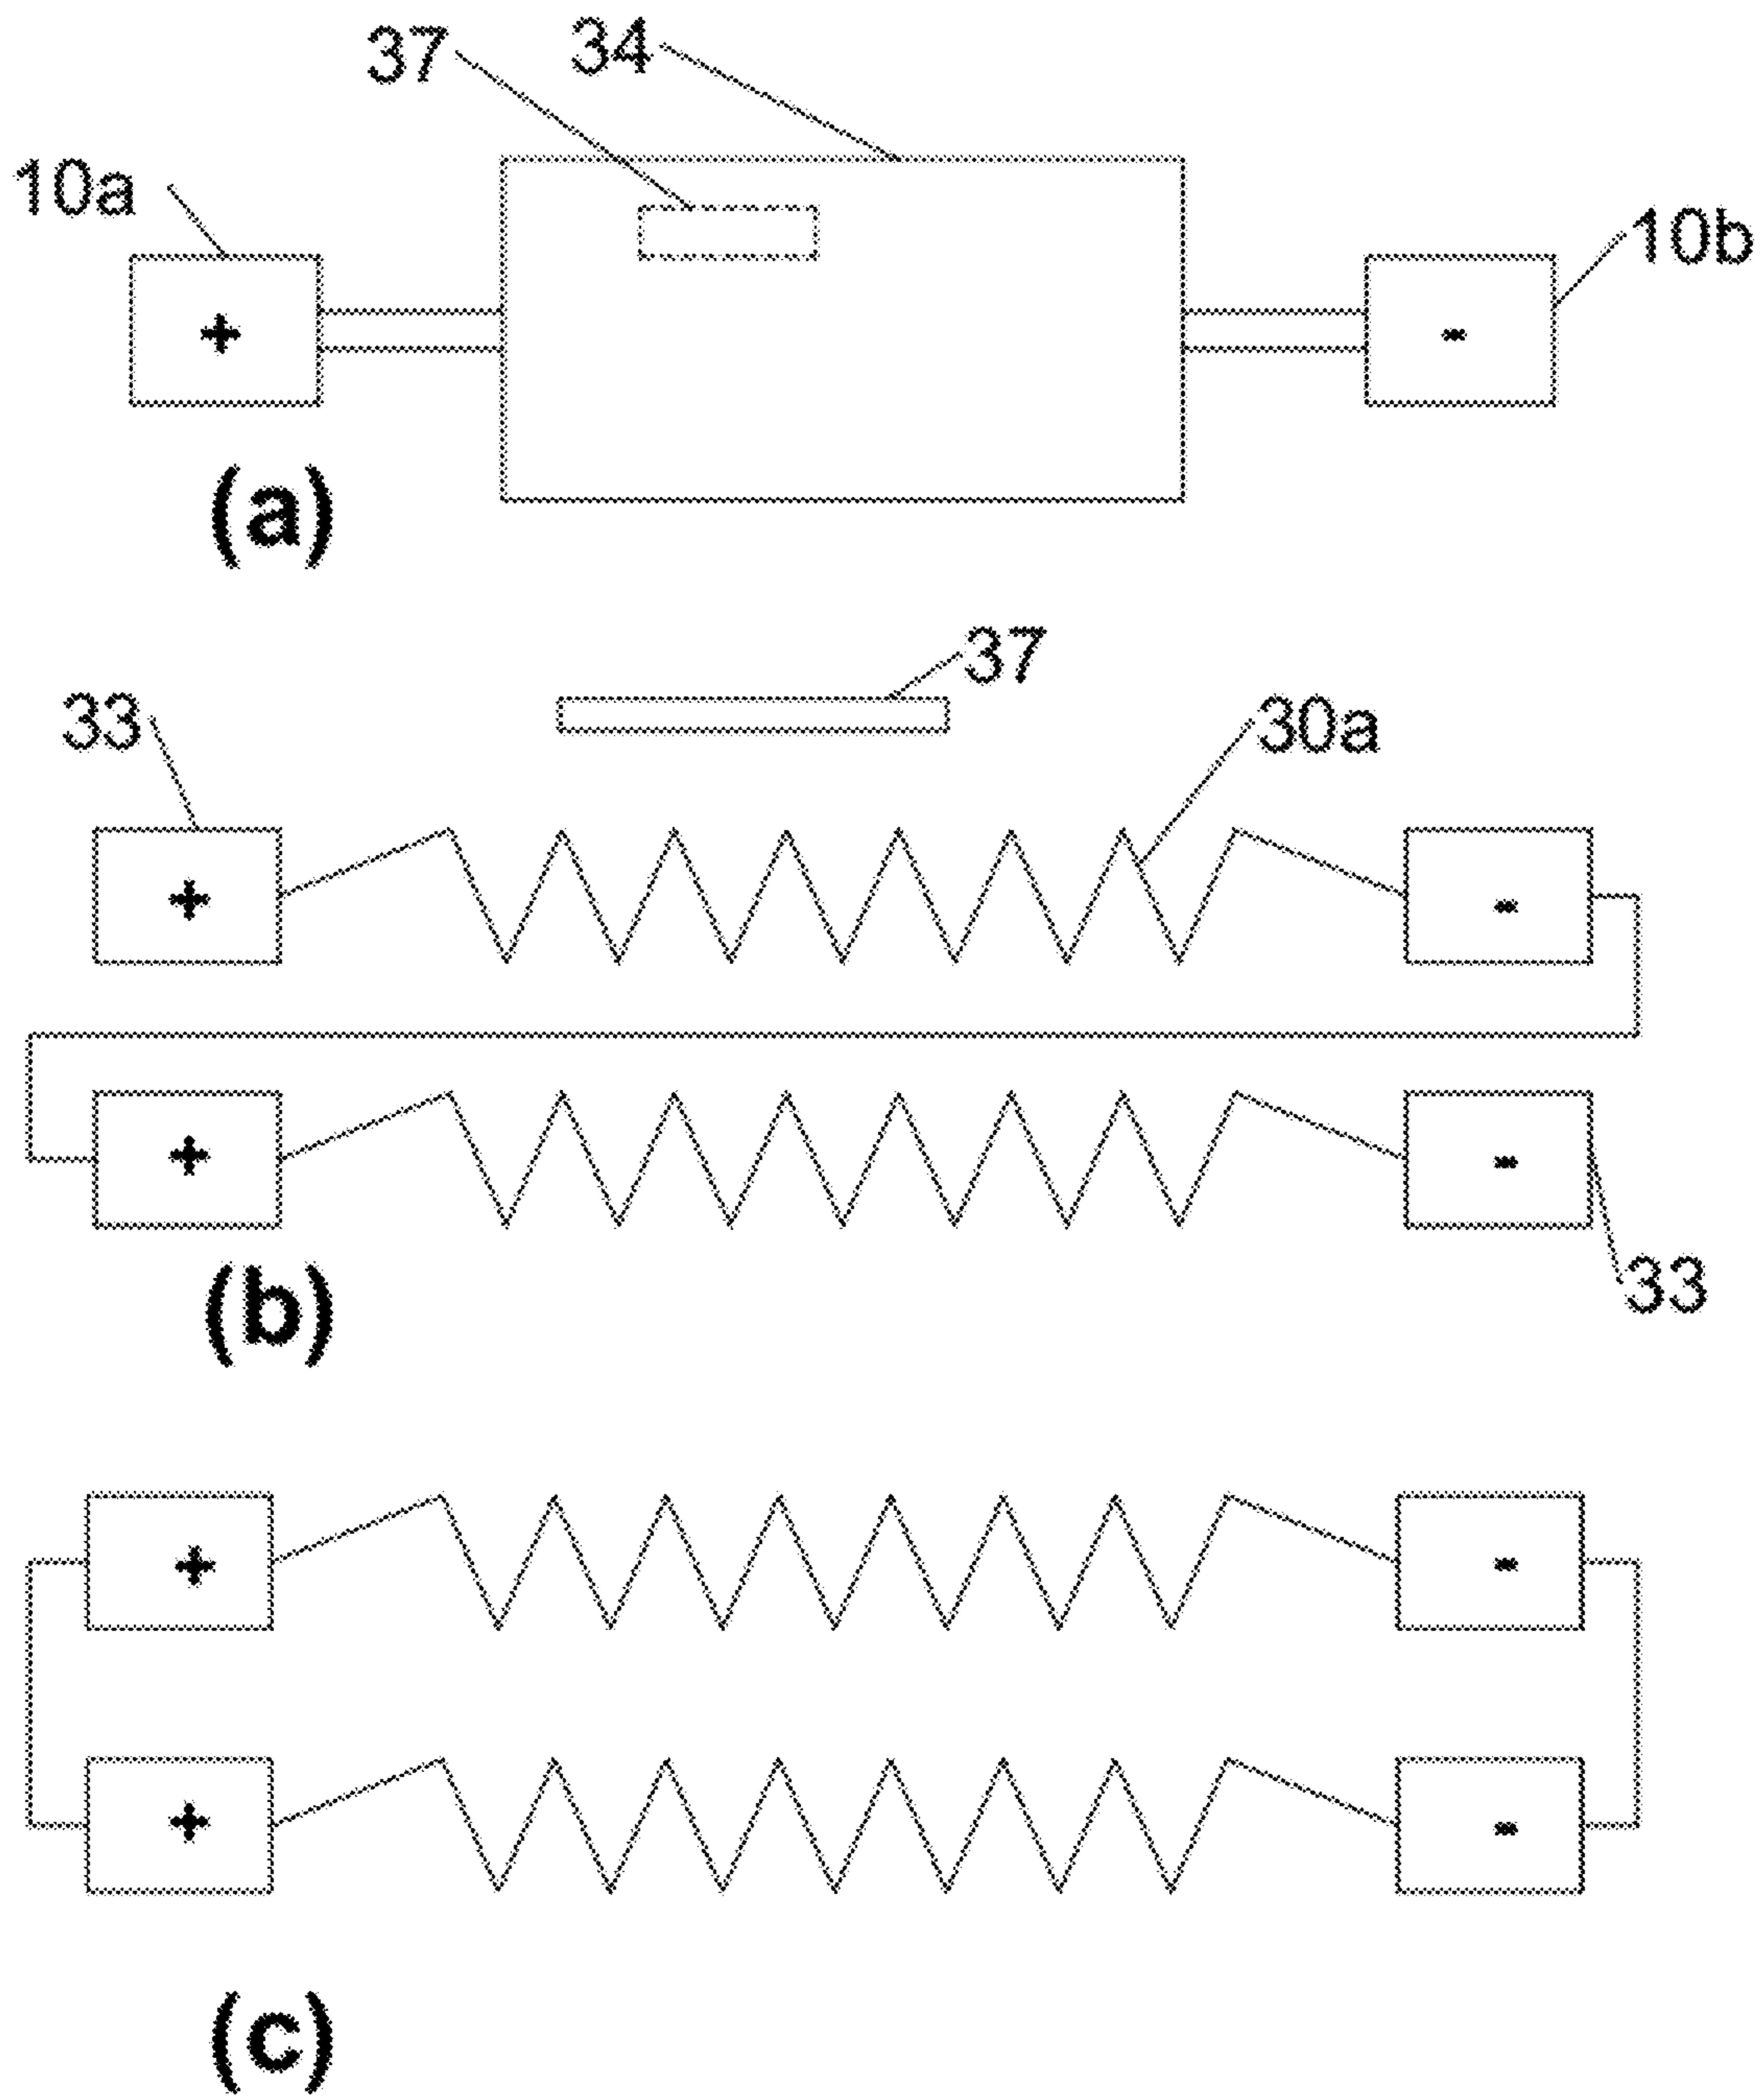 37 34
10a 10b
+ -
(a)
37
33 30a
+ -
+ -
(b) 33
+ -
+ -
(c)